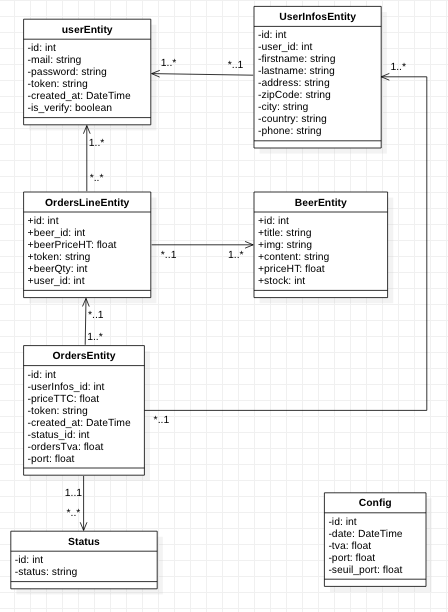 userEntity
-id: int
-mail: string
-password: string
-token: string
-created_at: DateTime
-is_verify: boolean
1..*
*..1
UserInfosEntity
-id: int
-user_id: int
-firstname: string
-lastname: string
-address: string
-zipCode: string
-city: string
-country: string
-phone: string
1..*
1..*
*..*
OrdersLineEntity
+id: int
+beer_id: int
+beerPriceHT: float
+token: string
+beerQty: int
+user_id: int
*..1
1..*
BeerEntity
+id: int
+title: string
+img: string
+content: string
+priceHT: float
+stock: int
*..1
1..*
OrdersEntity
-id: int
-userInfos_id: int
-priceTTC: float
-token: string
-created_at: DateTime
-status_id: int
-ordersTva: float
-port: float
*..1
1..1
*..*
Status
-id: int
-status: string
Config
-id: int
-date: DateTime
-tva: float
-port: float
-seuil_port: float